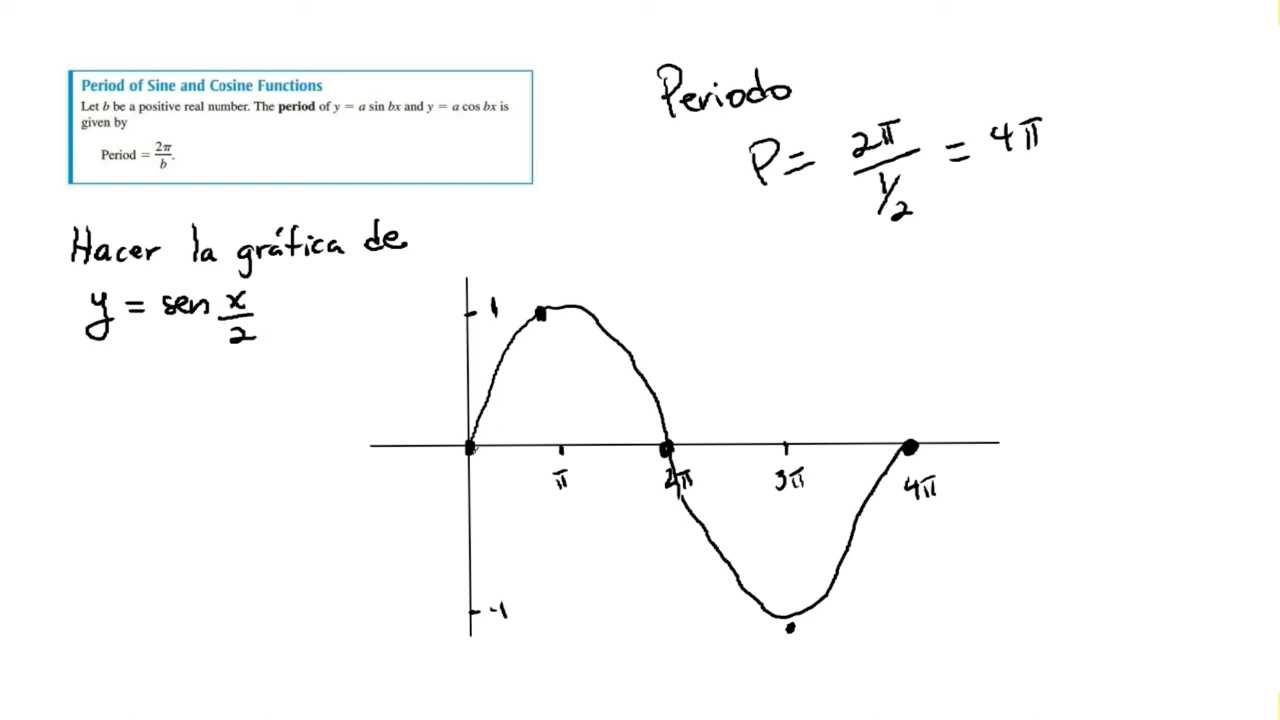 Period of Sine and Cosine Functions
Let b be a positive real number. The period of y = a sin bx and y = a cos bx is
given by
Period = 2π/b.
Periodo
P = 2π/1/2 = 4π
Hacer la gráfica de
y = sen x/2
1
π
2π
3π
4π
-1